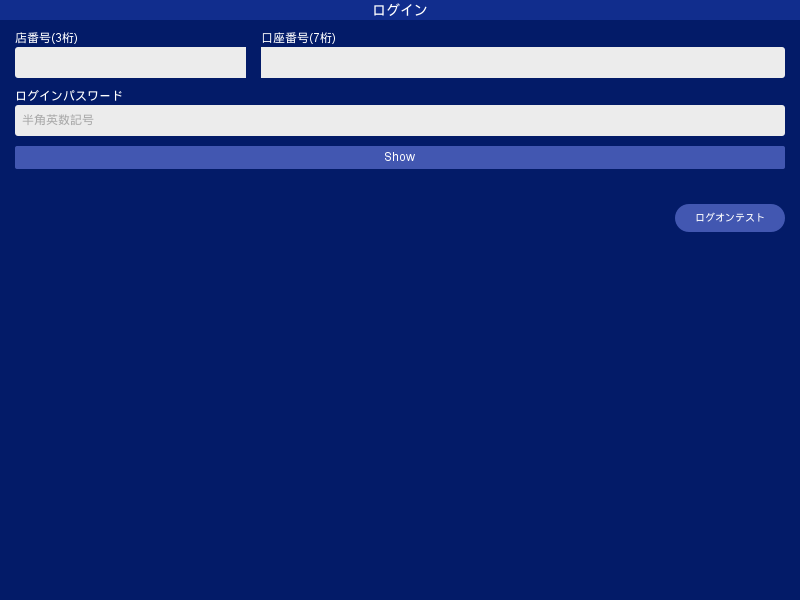 ログイン
店番号(3桁)
口座番号(7桁)
ログインパスワード
半角英数記号
Show
ログオンテスト